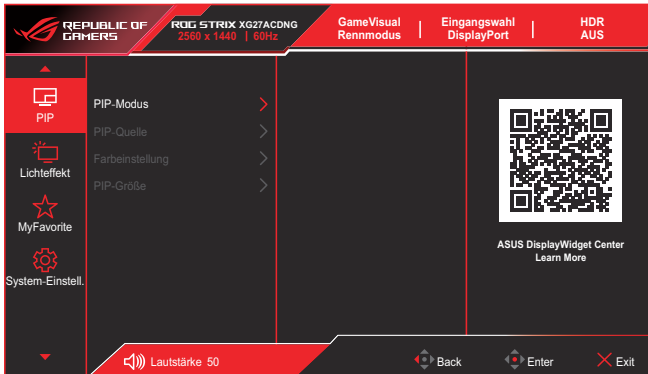 REPUBLIC OF
GAMERS
ROG STRIX XG27ACDNG
2560 x 1440 | 60Hz
GameVisual
Rennmodus
Eingangswahl
DisplayPort
HDR
AUS
PIP
Lichteffekt
MyFavorite
System-Einstell.
PIP-Modus
PIP-Quelle
Farbeinstellung
PIP-Größe
ASUS DisplayWidget Center
Learn More
Lautstärke 50
Back
Enter
Exit